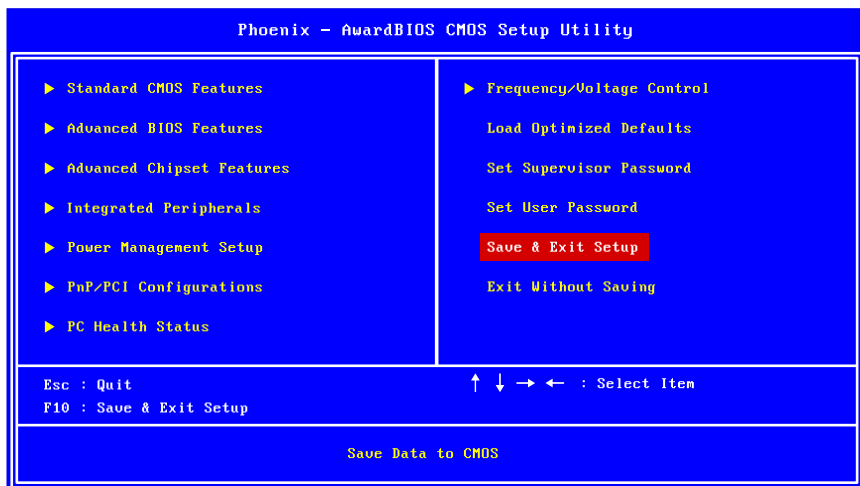 Phoenix - AwardBIOS CMOS Setup Utility
▶ Standard CMOS Features
▶ Advanced BIOS Features
▶ Advanced Chipset Features
▶ Integrated Peripherals
▶ Power Management Setup
▶ PnP/PCI Configurations
▶ PC Health Status
▶ Frequency/Voltage Control
Load Optimized Defaults
Set Supervisor Password
Set User Password
Save & Exit Setup
Exit Without Saving
Esc : Quit
F10 : Save & Exit Setup
↑ ↓ → ← : Select Item
Save Data to CMOS